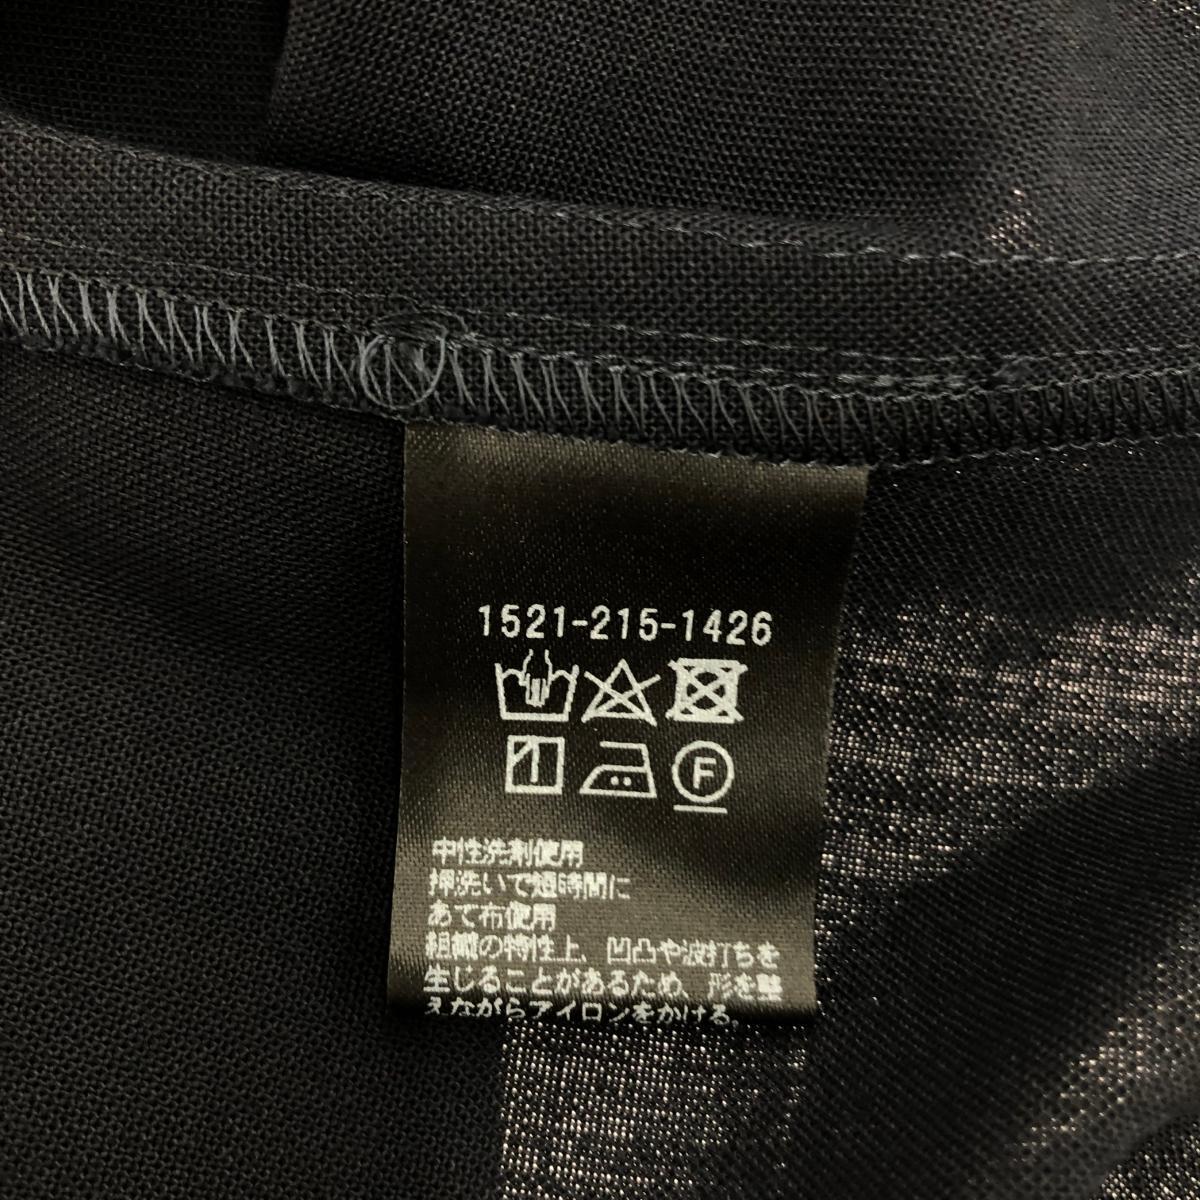 1521-215-1426
F
中性洗剤使用
押洗いで短時間に
あて布使用
組織の特性上、凹凸や波打ちを
生じることがあるため、形を整
えながらアイロンをかける。